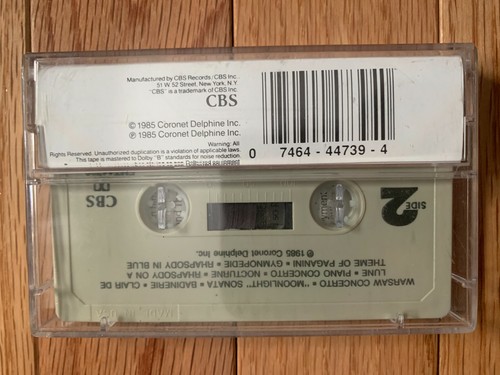 Manufactured by CBS Records / CBS Inc.
51 W 52 Street, New York, N.Y.
"CBS" is a trademark of CBS Inc
CBS
© 1985 Coronet Delphine Inc.
℗ 1985 Coronet Delphine Inc.
Warning: All
Rights Reserved. Unauthorized duplication is a violation of applicable laws.
This tape is mastered to Dolby "B" standards for noise reduction.
0 7464 - 44739 - 4
SIDE 2
CBS
WARSAW CONCERTO • "MOONLIGHT" SONATA • BADINERIE • CLAIR DE
LUNE • PIANO CONCERTO • NOCTURNE • RHAPSODY ON A
THEME OF PAGANINI • GYMNOPEDIE • RHAPSODY IN BLUE
℗ 1985 Coronet Delphine Inc.